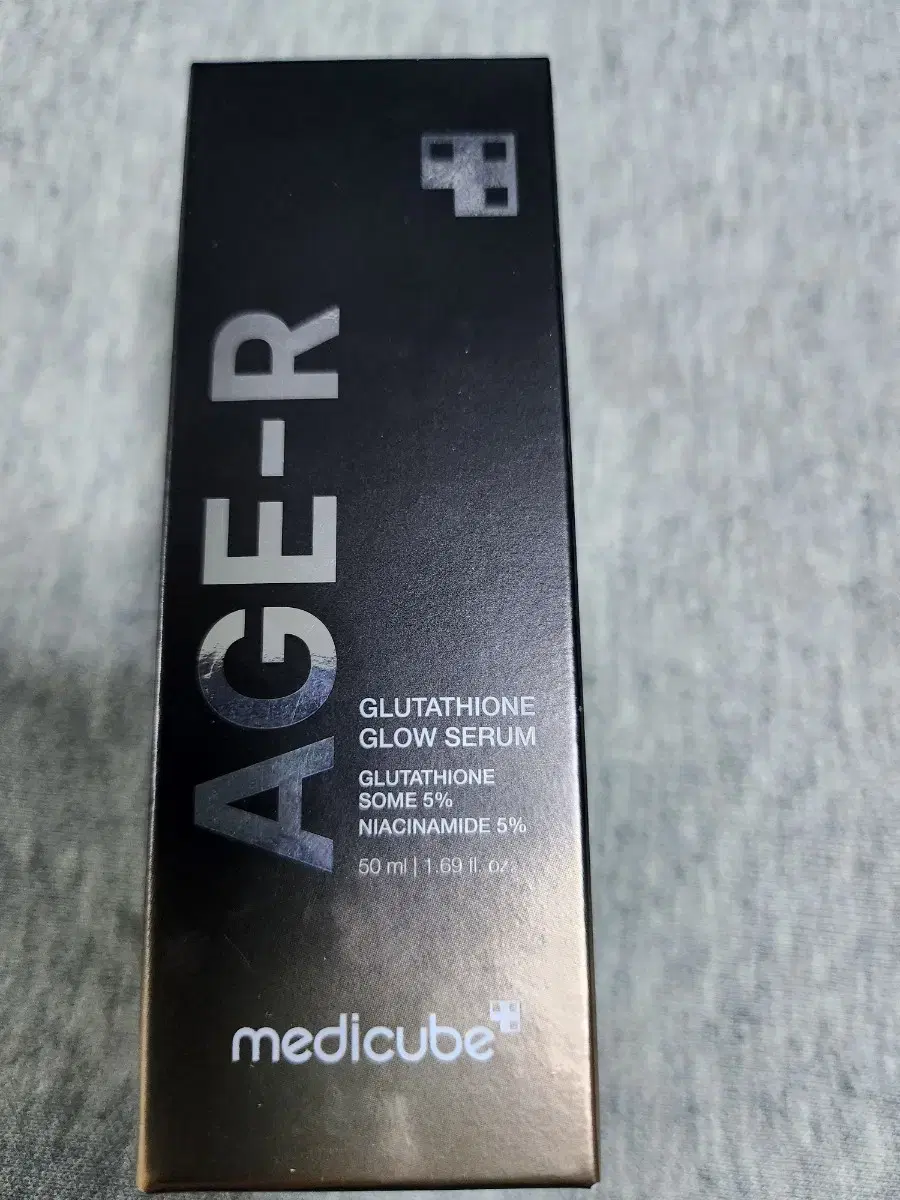 AGE-R
GLUTATHIONE
GLOW SERUM
GLUTATHIONE
SOME 5%
NIACINAMIDE 5%
50 ml | 1.69 fl. oz.
medicube